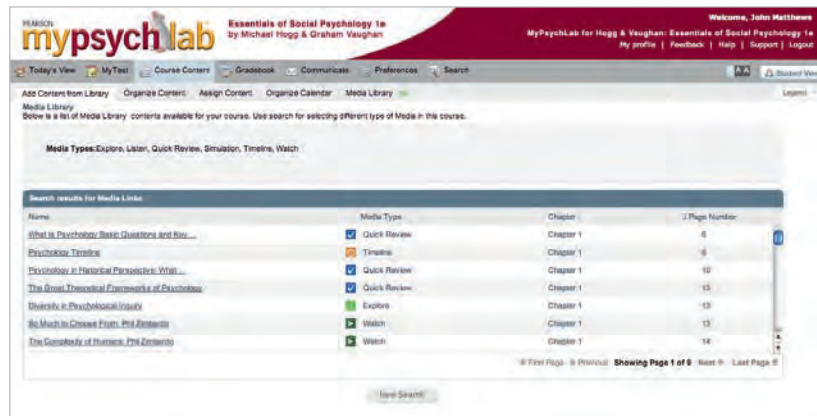 PEARSON
mypsychlab
Essentials of Social Psychology 1e
by Michael Hogg & Graham Vaughan
Welcome, John Matthews
MyPsychLab for Hogg & Vaughan: Essentials of Social Psychology 1e
My profile | Feedback | Help | Support | Logout
Today's View MyTest Course Content Gradebook Communicate Preferences Search
AA Student View
Add Content from Library Organize Content Assign Content Organize Calendar Media Library
Legend
Media Library
Below is a list of Media Library contents available for your course. Use search for selecting different type of Media in this course.
Media Types:Explore, Listen, Quick Review, Simulation, Timeline, Watch
Search results for Media Links
Name Media Type Chapter Page Number
What is Psychology Basic Questions and Key ... Quick Review Chapter 1 6
Psychology Timeline Timeline Chapter 1 6
Psychology in Historical Perspective: What ... Quick Review Chapter 1 10
The Great Theoretical Frameworks of Psychology Quick Review Chapter 1 13
Diversity in Psychological Inquiry Explore Chapter 1 13
So Much to Choose From: Phil Zimbardo Watch Chapter 1 13
The Complexity of Humans: Phil Zimbardo Watch Chapter 1 14
First Page Previous Showing Page 1 of 9 Next Last Page
New Search